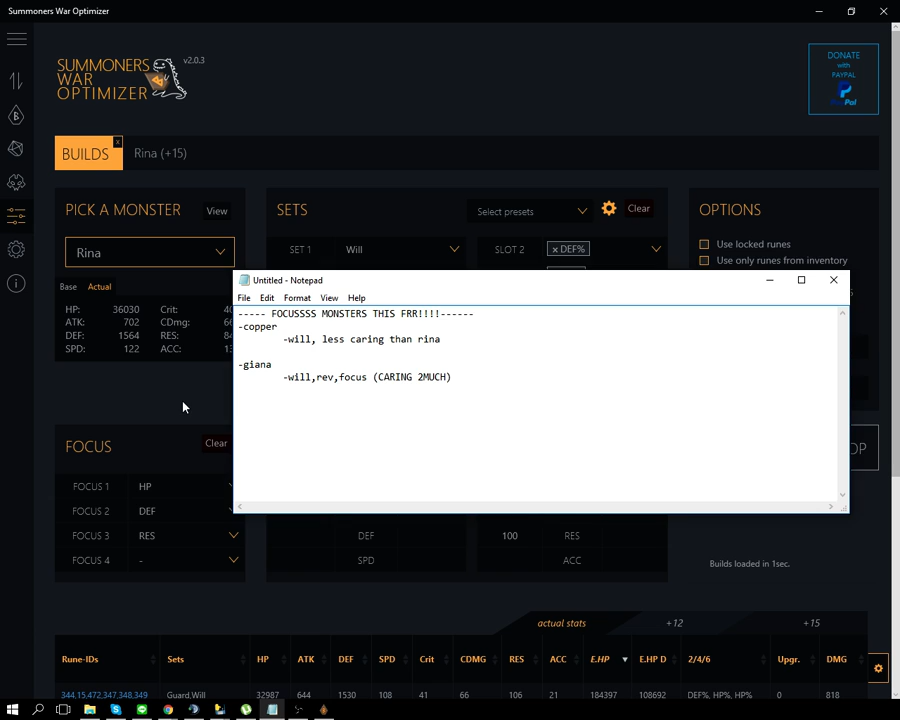 Summoners War Optimizer
SUMMONERS
WAR
OPTIMIZER
v2.0.3
DONATE
with
PAYPAL
PayPal
BUILDS
x
Rina (+15)
PICK A MONSTER
View
Rina
Base
Actual
HP: 36030 Crit:
ATK: 702 CDmg:
DEF: 1564 RES:
SPD: 122 ACC:
SETS
Select presets
Clear
SET 1
Will
SLOT 2
× DEF%
OPTIONS
Use locked runes
Use only runes from inventory
Untitled - Notepad
File Edit Format View Help
----- FOCUSSSS MONSTERS THIS FRR!!!!------
-copper
-will, less caring than rina
-giana
-will,rev,focus (CARING 2MUCH)
FOCUS
Clear
FOCUS 1 HP
FOCUS 2 DEF
FOCUS 3 RES
FOCUS 4 -
DEF
100
RES
SPD
ACC
Builds loaded in 1sec.
actual stats
+12
+15
Rune-IDs Sets HP ATK DEF SPD Crit CDMG RES ACC E.HP E.HP D 2/4/6 Upgr. DMG
344,15,472,347,348,349 Guard,Will 32987 644 1530 108 41 66 106 21 184397 108692 DEF%, HP%, HP% 0 818